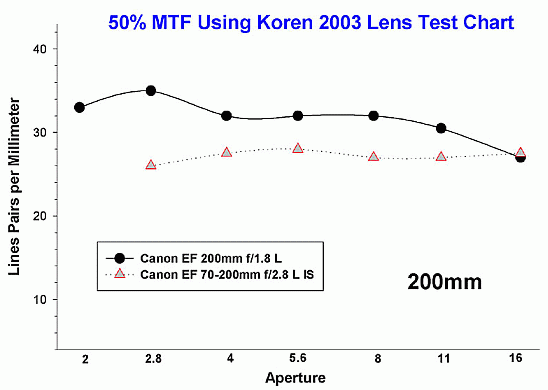 50% MTF Using Koren 2003 Lens Test Chart
Lines Pairs per Millimeter
40
30
20
10
Canon EF 200mm f/1.8 L
Canon EF 70-200mm f/2.8 L IS
200mm
2 2.8 4 5.6 8 11 16
Aperture